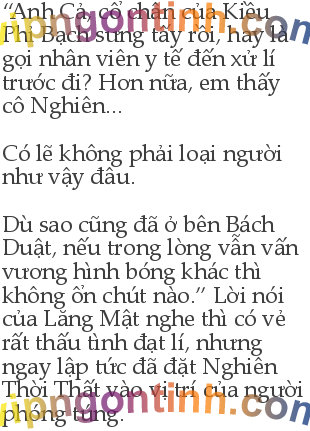 “Anh Cả, cổ chân của Kiều
Phi Bạch sưng tấy rồi, hay là
gọi nhân viên y tế đến xử lí
trước đi? Hơn nữa, em thấy
cô Nghiên...
Có lẽ không phải loại người
như vậy đâu.
Dù sao cũng đã ở bên Bách
Duật, nếu trong lòng vẫn vấn
vương hình bóng khác thì
không ổn chút nào.” Lời nói
của Lăng Mật nghe thì có vẻ
rất thấu tình đạt lí, nhưng
ngay lập tức đã đặt Nghiên
Thời Thất vào vị trí của người
phóng túng.
vipngontinh.com
vipngontinh.com